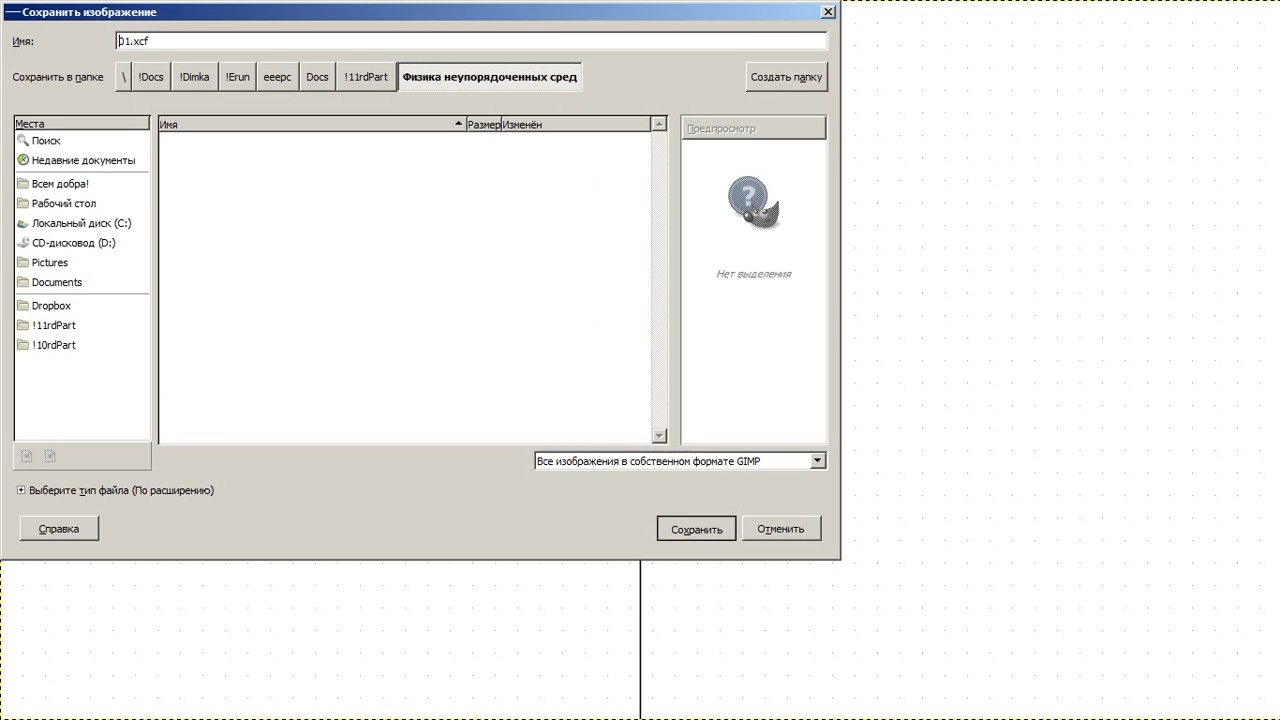 Сохранить изображение
Имя:
01.xcf
Сохранить в папке
\
!Docs
!Dimka
!Erun
eeepc
Docs
!11rdPart
Физика неупорядоченных сред
Создать папку
Места
Имя
Размер
Изменён
Предпросмотр
Поиск
Недавние документы
Всем добра!
Рабочий стол
Локальный диск (C:)
CD-дисковод (D:)
Pictures
Documents
Dropbox
!11rdPart
!10rdPart
?
Нет выделения
Все изображения в собственном формате GIMP
Выберите тип файла (По расширению)
Справка
Сохранить
Отменить